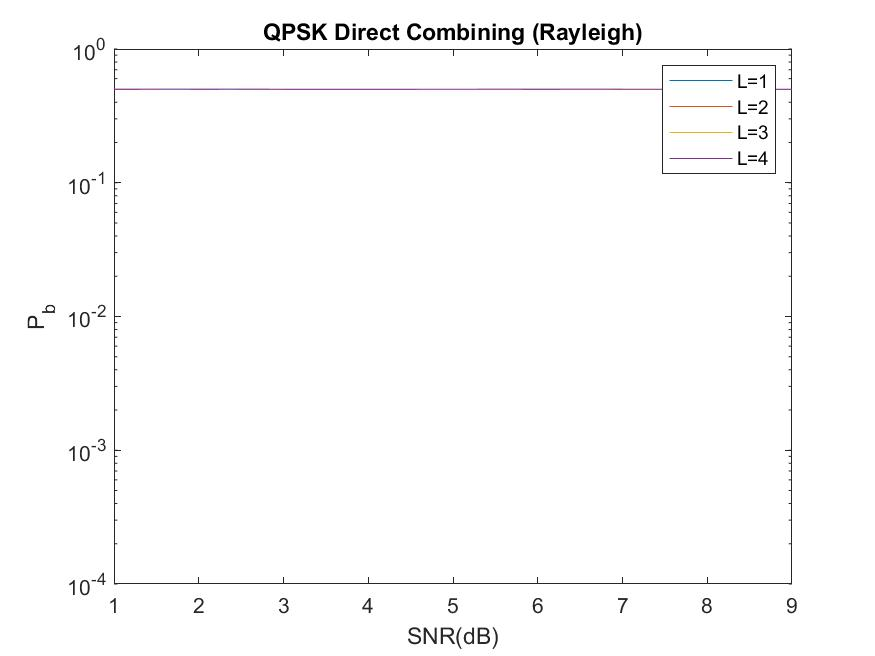 QPSK Direct Combining (Rayleigh)
10^0
10^-1
10^-2
10^-3
10^-4
P_b
L=1
L=2
L=3
L=4
1 2 3 4 5 6 7 8 9
SNR(dB)